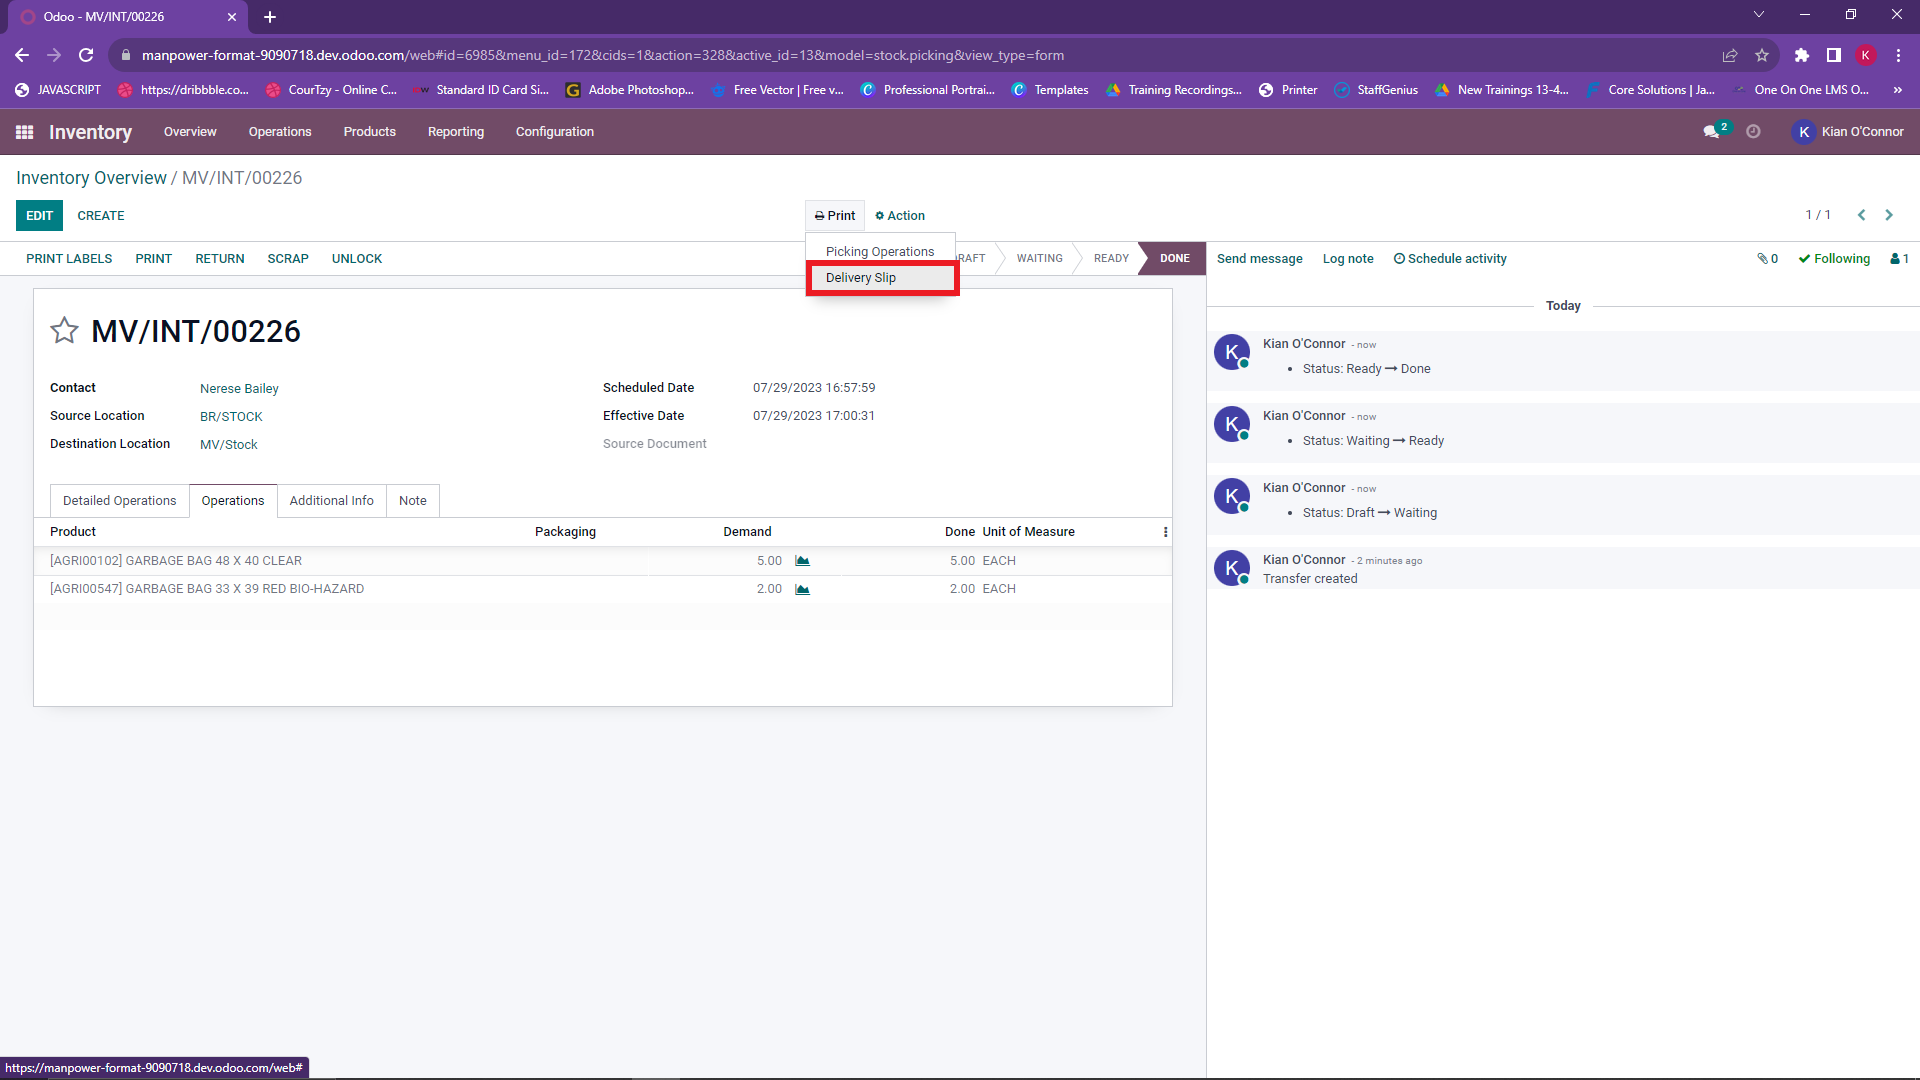 Odoo - MV/INT/00226
manpower-format-9090718.dev.odoo.com/web#id=6985&menu_id=172&cids=1&action=328&active_id=13&model=stock.picking&view_type=form
K
JAVASCRIPT https://dribbble.co... CourTzy - Online C... Standard ID Card Si... Adobe Photoshop... Free Vector | Free v... Professional Portrai... Templates Training Recordings... Printer StaffGenius New Trainings 13-4... Core Solutions | Ja... One On One LMS O... »
Inventory Overview Operations Products Reporting Configuration 2 K Kian O'Connor
Inventory Overview / MV/INT/00226
EDIT CREATE Print Action 1 / 1
Picking Operations
Delivery Slip
PRINT LABELS PRINT RETURN SCRAP UNLOCK RAFT WAITING READY DONE
Send message Log note Schedule activity 0 Following 1
MV/INT/00226
Contact Nerese Bailey
Source Location BR/STOCK
Destination Location MV/Stock
Scheduled Date 07/29/2023 16:57:59
Effective Date 07/29/2023 17:00:31
Source Document
Detailed Operations Operations Additional Info Note
Product Packaging Demand Done Unit of Measure
[AGRI00102] GARBAGE BAG 48 X 40 CLEAR 5.00 5.00 EACH
[AGRI00547] GARBAGE BAG 33 X 39 RED BIO-HAZARD 2.00 2.00 EACH
Today
K Kian O'Connor - now
• Status: Ready → Done
K Kian O'Connor - now
• Status: Waiting → Ready
K Kian O'Connor - now
• Status: Draft → Waiting
K Kian O'Connor - 2 minutes ago
Transfer created
https://manpower-format-9090718.dev.odoo.com/web#